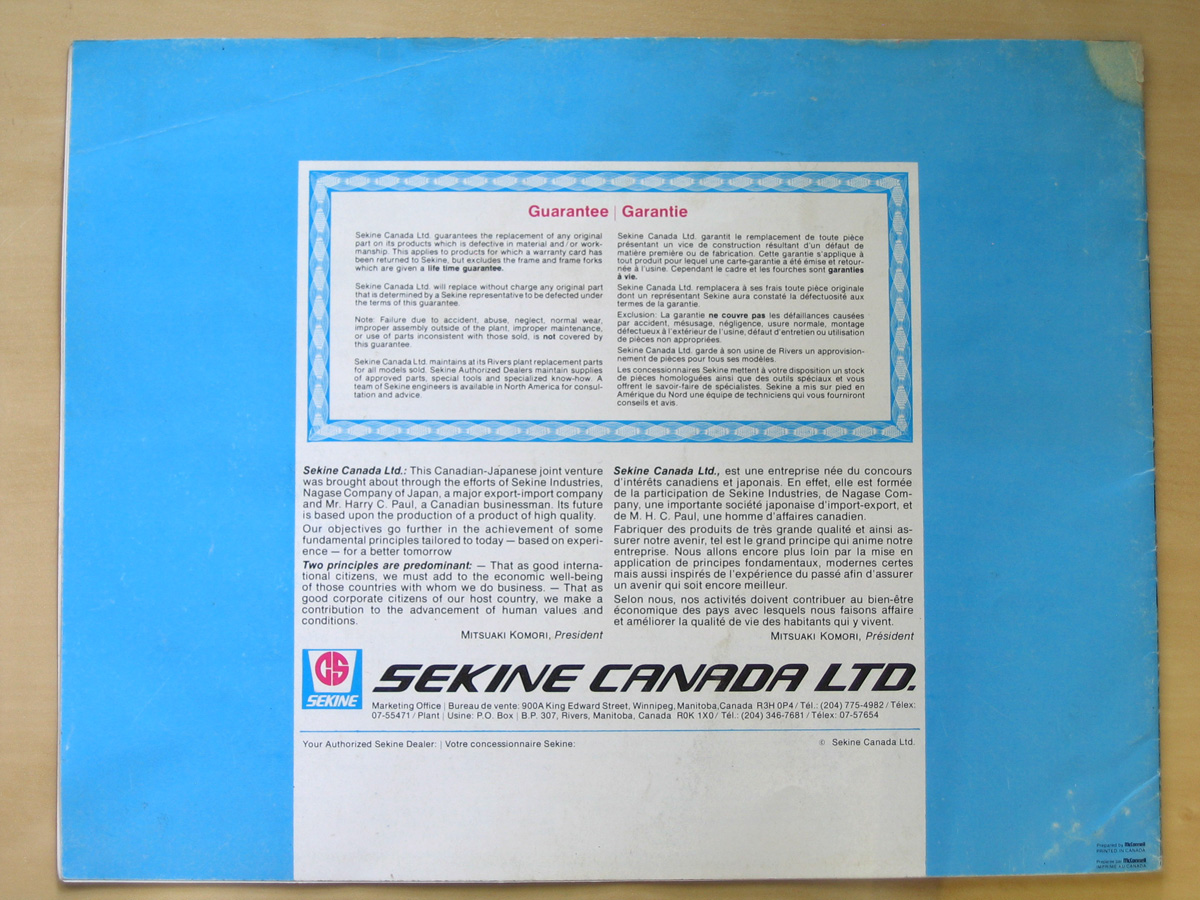 Guarantee | Garantie
Sekine Canada Ltd. guarantees the replacement of any original
part on its products which is defective in material and/or work-
manship. This applies to products for which a warranty card has
been returned to Sekine, but excludes the frame and frame forks
which are given a life time guarantee.
Sekine Canada Ltd. will replace without charge any original part
that is determined by a Sekine representative to be defected under
the terms of this guarantee.
Note: Failure due to accident, abuse, neglect, normal wear,
improper assembly outside of the plant, improper maintenance,
or use of parts inconsistent with those sold, is not covered by
this guarantee.
Sekine Canada Ltd. maintains at its Rivers plant replacement parts
for all models sold. Sekine Authorized Dealers maintain supplies
of approved parts, special tools and specialized know-how. A
team of Sekine engineers is available in North America for consul-
tation and advice.
Sekine Canada Ltd. garantit le remplacement de toute pièce
présentant un vice de construction résultant d'un défaut de
matière première ou de fabrication. Cette garantie s'applique à
tout produit pour lequel une carte-garantie a été émise et retour-
née à l'usine. Cependant le cadre et les fourches sont garanties
à vie.
Sekine Canada Ltd. remplacera à ses frais toute pièce originale
dont un représentant Sekine aura constaté la défectuosité aux
termes de la garantie.
Exclusion: La garantie ne couvre pas les défaillances causées
par accident, mésusage, négligence, usure normale, montage
défectueux à l'extérieur de l'usine, défaut d'entretien ou utilisation
de pièces non appropriées.
Sekine Canada Ltd. garde à son usine de Rivers un approvision-
nement de pièces pour tous ses modèles.
Les concessionnaires Sekine mettent à votre disposition un stock
de pièces homologuées ainsi que des outils spéciaux et vous
offrent le savoir-faire de spécialistes. Sekine a mis sur pied en
Amérique du Nord une équipe de techniciens qui vous fourniront
conseils et avis.
Sekine Canada Ltd.: This Canadian-Japanese joint venture
was brought about through the efforts of Sekine Industries,
Nagase Company of Japan, a major export-import company
and Mr. Harry C. Paul, a Canadian businessman. Its future
is based upon the production of a product of high quality.
Our objectives go further in the achievement of some
fundamental principles tailored to today — based on experi-
ence — for a better tomorrow
Two principles are predominant: — That as good interna-
tional citizens, we must add to the economic well-being
of those countries with whom we do business. — That as
good corporate citizens of our host country, we make a
contribution to the advancement of human values and
conditions.
MITSUAKI KOMORI, President
Sekine Canada Ltd., est une entreprise née du concours
d'intérêts canadiens et japonais. En effet, elle est formée
de la participation de Sekine Industries, de Nagase Com-
pany, une importante société japonaise d'import-export, et
de M. H. C. Paul, une homme d'affaires canadien.
Fabriquer des produits de très grande qualité et ainsi as-
surer notre avenir, tel est le grand principe qui anime notre
entreprise. Nous allons encore plus loin par la mise en
application de principes fondamentaux, modernes certes
mais aussi inspirés de l'expérience du passé afin d'assurer
un avenir qui soit encore meilleur.
Selon nous, nos activités doivent contribuer au bien-être
économique des pays avec lesquels nous faisons affaire
et améliorer la qualité de vie des habitants qui y vivent.
MITSUAKI KOMORI, Président
CS
SEKINE
SEKINE CANADA LTD.
Marketing Office | Bureau de vente: 900A King Edward Street, Winnipeg, Manitoba, Canada R3H 0P4 / Tél.: (204) 775-4982 / Télex:
07-55471 / Plant | Usine: P.O. Box | B.P. 307, Rivers, Manitoba, Canada R0K 1X0 / Tél.: (204) 346-7681 / Télex: 07-57654
Your Authorized Sekine Dealer: | Votre concessionnaire Sekine:
© Sekine Canada Ltd.
Prepared by McConnell
PRINTED IN CANADA
Préparée par McConnell
IMPRIMÉ AU CANADA